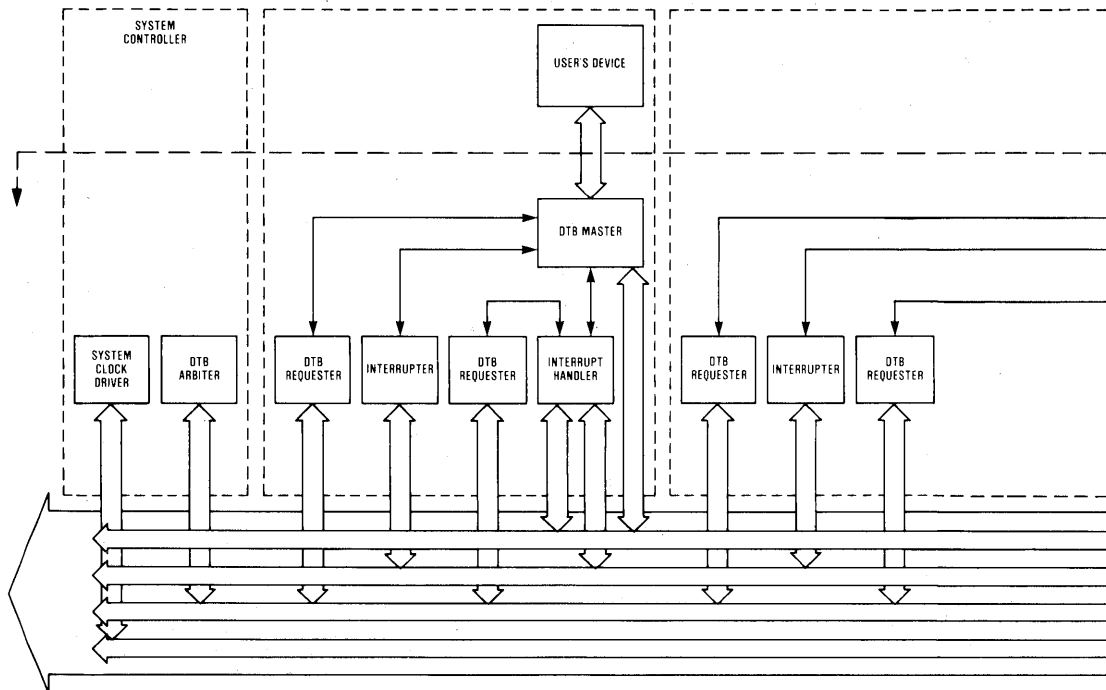 SYSTEM
CONTROLLER
USER'S DEVICE
DTB MASTER
SYSTEM
CLOCK
DRIVER
DTB
ARBITER
DTB
REQUESTER
INTERRUPTER
DTB
REQUESTER
INTERRUPT
HANDLER
DTB
REQUESTER
INTERRUPTER
DTB
REQUESTER